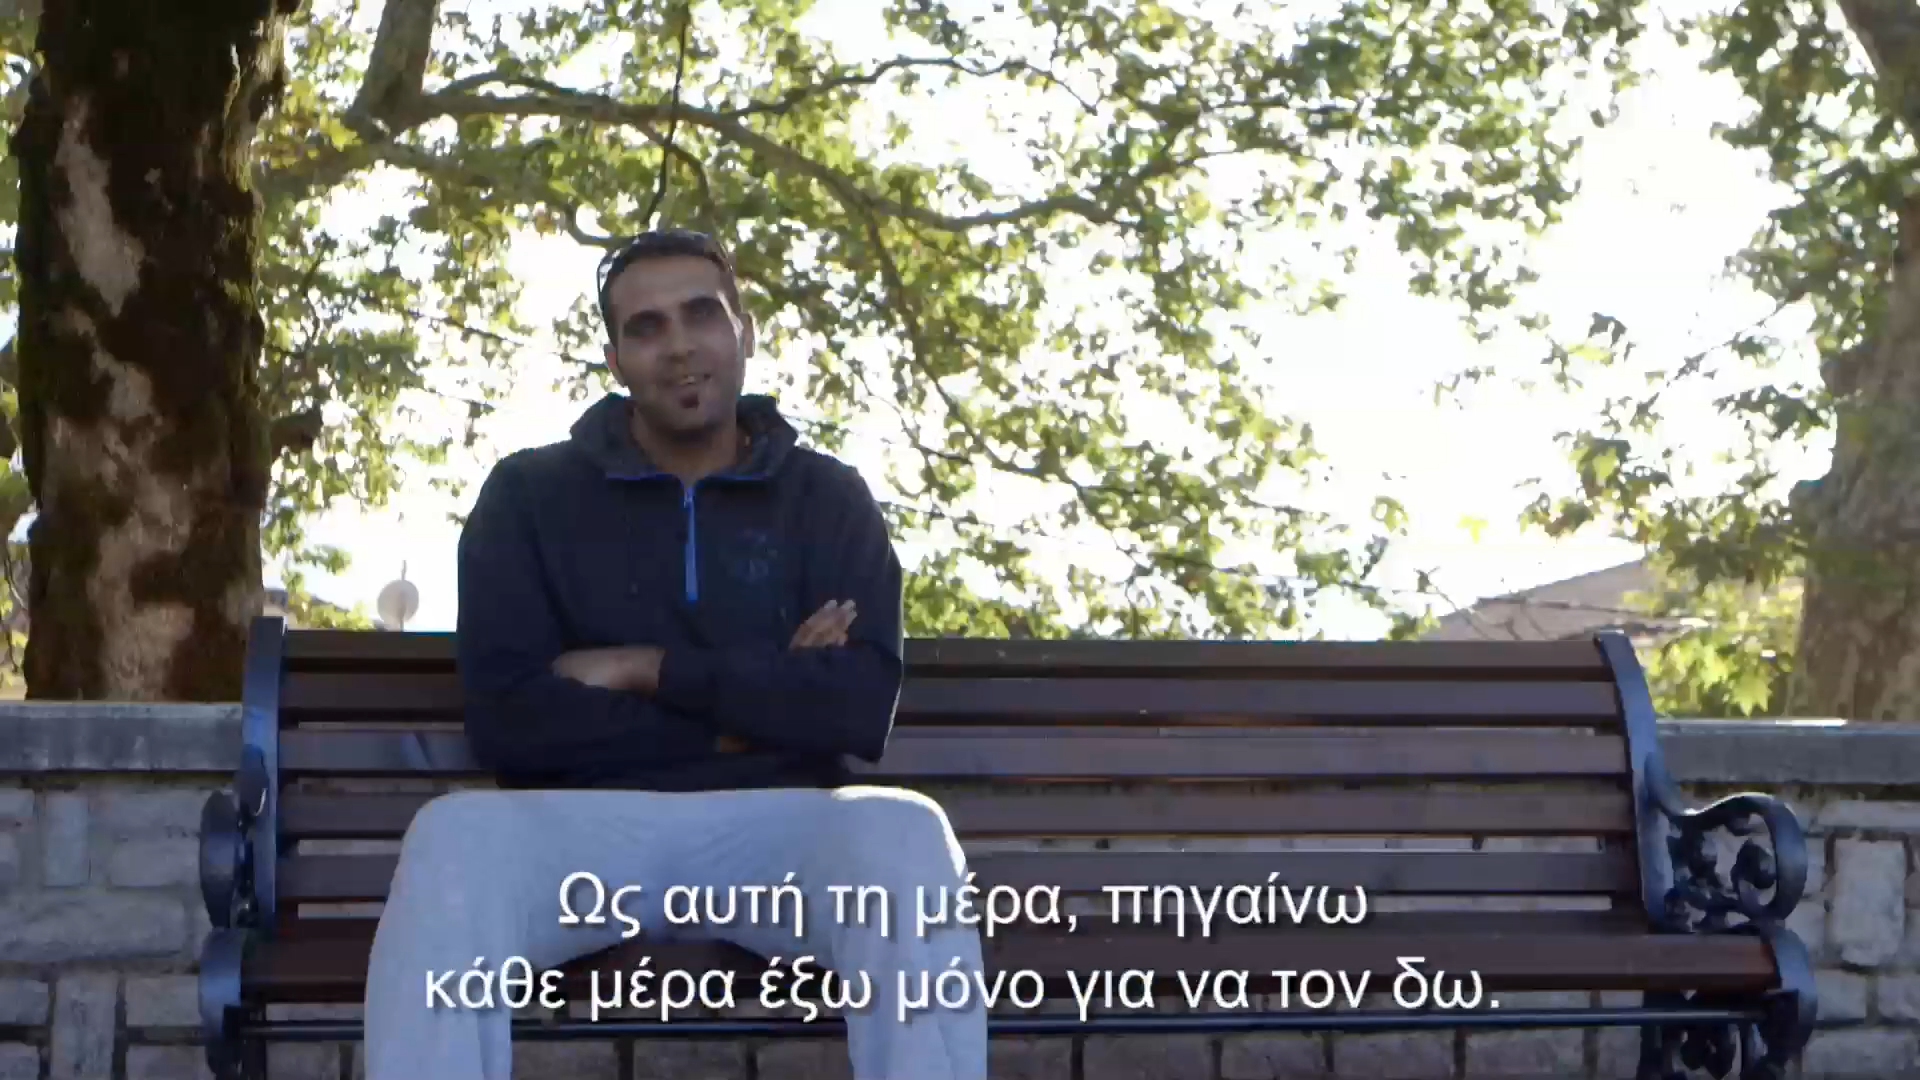 Ως αυτή τη μέρα, πηγαίνω
κάθε μέρα έξω μόνο για να τον δω.